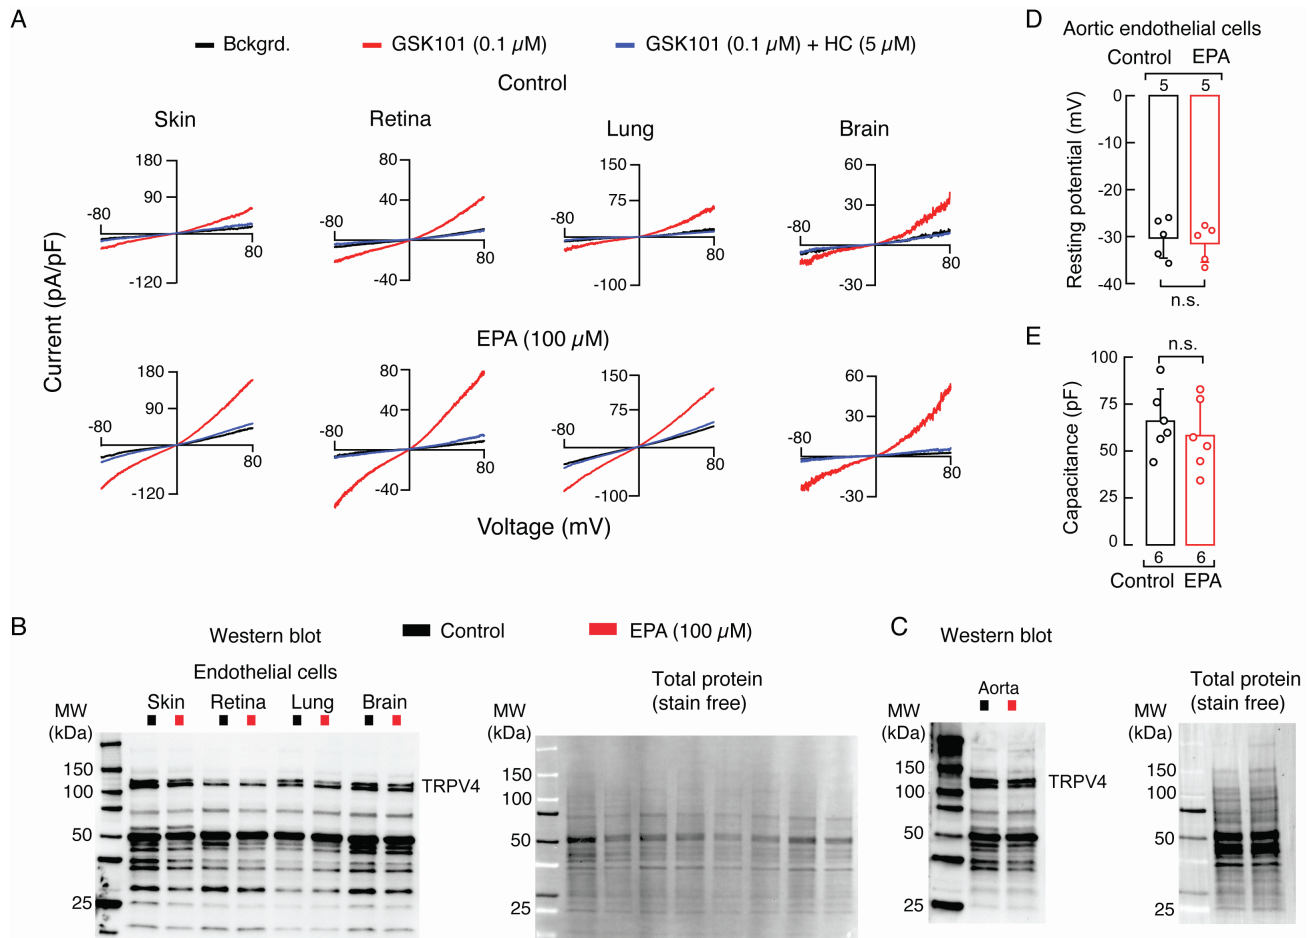 A
Bckgrd.
GSK101 (0.1 µM)
GSK101 (0.1 µM) + HC (5 µM)
Control
Skin
Retina
Lung
Brain
180
90
-80
80
-120
80
40
-80
80
-40
150
75
-80
80
-100
60
30
-80
80
-30
Current (pA/pF)
EPA (100 µM)
180
90
-80
80
-120
80
40
-80
80
-40
150
75
-80
80
-100
60
30
-80
80
-30
Voltage (mV)
D
Aortic endothelial cells
Control EPA
5 5
0
-10
-20
-30
-40
Resting potential (mV)
n.s.
E
n.s.
100
75
50
25
0
Capacitance (pF)
6 6
Control EPA
B
Western blot
Control
EPA (100 µM)
Endothelial cells
Skin Retina Lung Brain
MW
(kDa)
150
100
50
25
TRPV4
Total protein
(stain free)
MW
(kDa)
150
100
50
25
C
Western blot
Aorta
MW
(kDa)
150
100
50
25
TRPV4
Total protein
(stain free)
MW
(kDa)
150
100
50
25